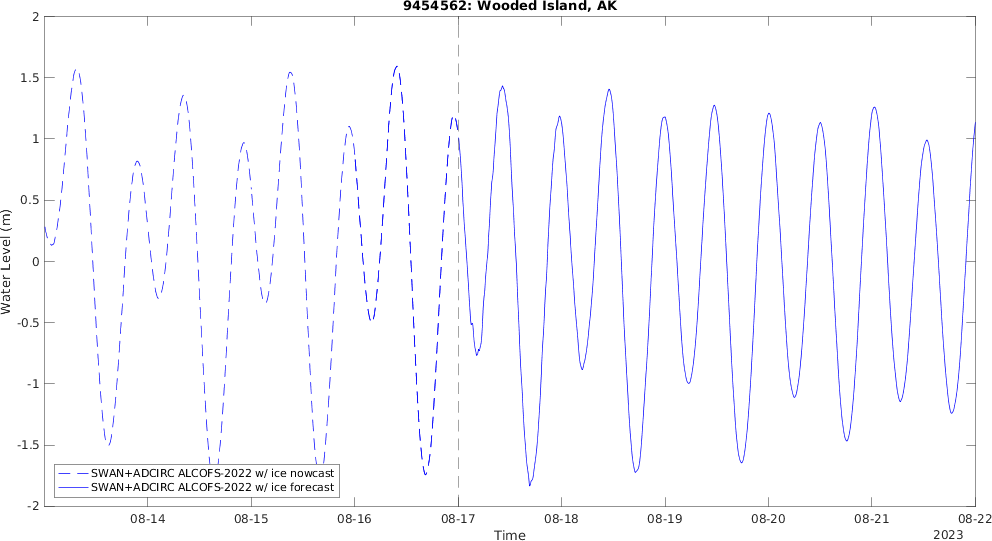 9454562: Wooded Island, AK
2
1.5
1
0.5
0
-0.5
-1
-1.5
-2
Water Level (m)
SWAN+ADCIRC ALCOFS-2022 w/ ice nowcast
SWAN+ADCIRC ALCOFS-2022 w/ ice forecast
08-14 08-15 08-16 08-17 08-18 08-19 08-20 08-21 08-22
Time
2023